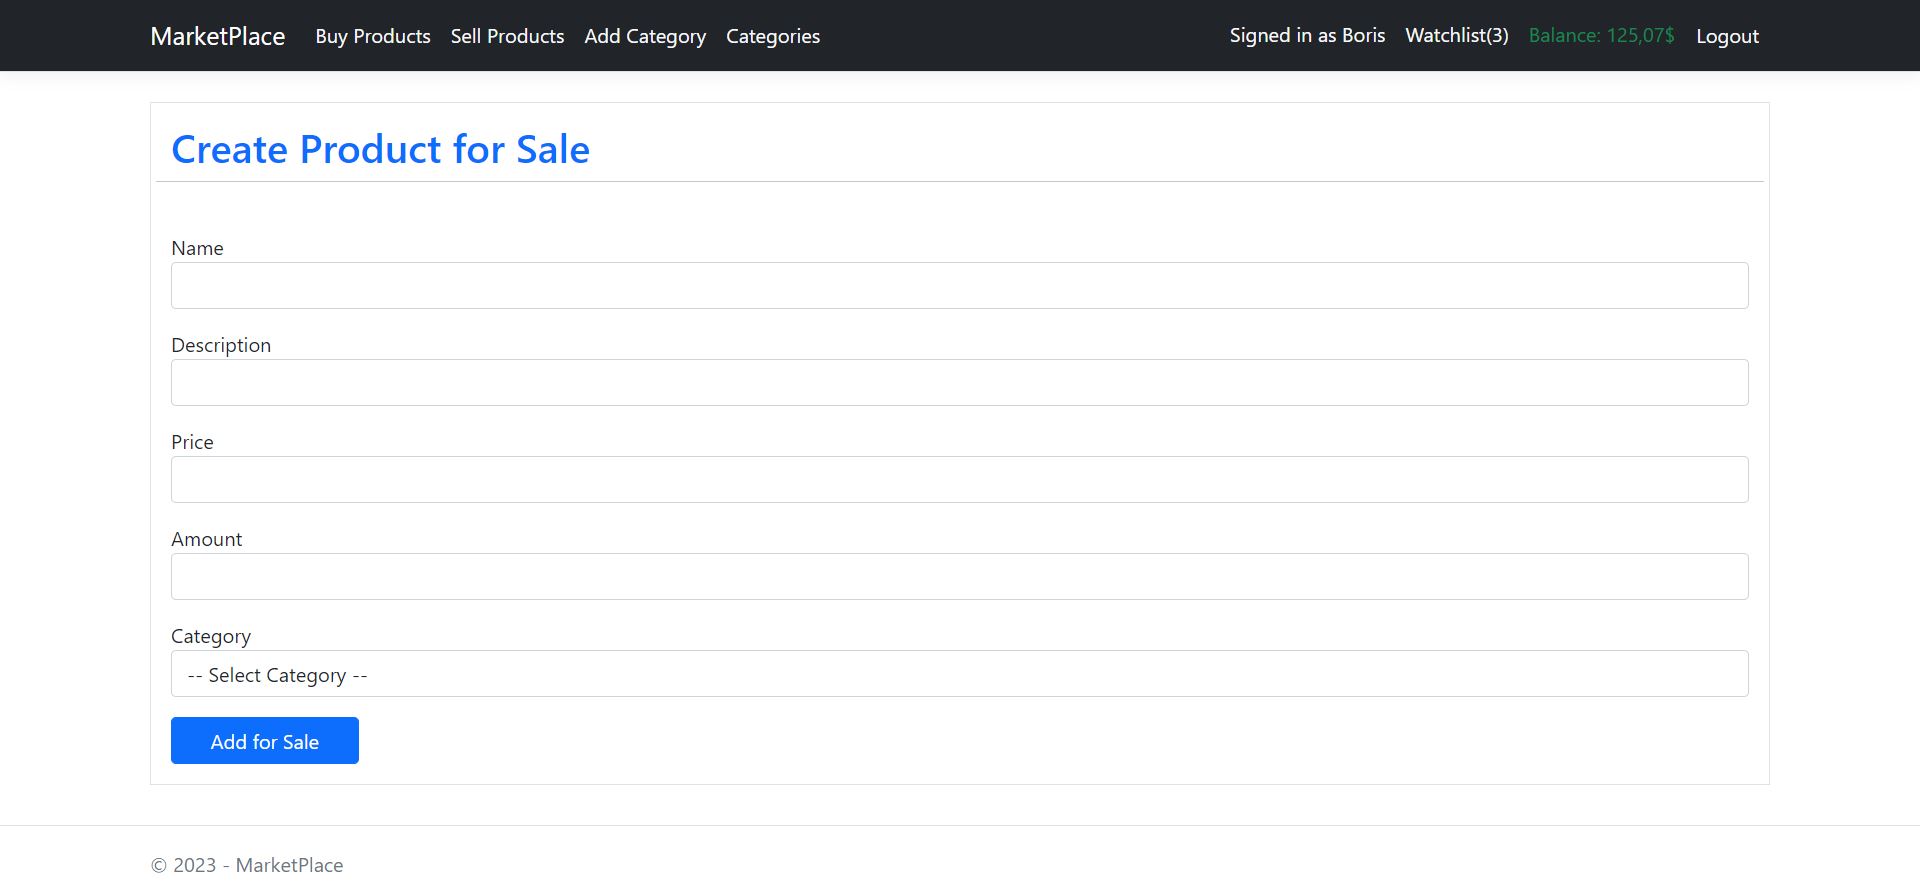 MarketPlace Buy Products Sell Products Add Category Categories Signed in as Boris Watchlist(3) Balance: 125,07$ Logout
Create Product for Sale
Name
Description
Price
Amount
Category
-- Select Category --
Add for Sale
© 2023 - MarketPlace